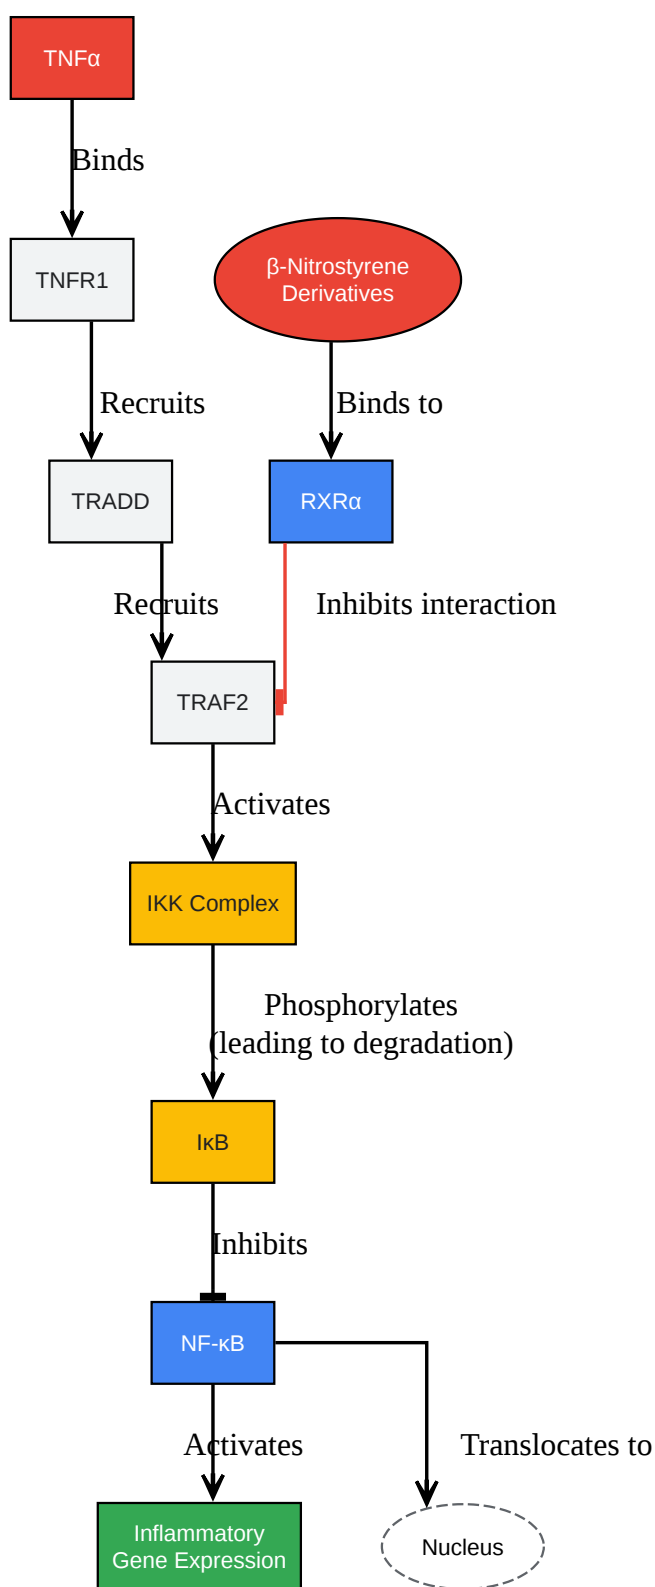 TNFα
Binds
TNFR1
β-Nitrostyrene
Derivatives
Recruits
Binds to
TRADD
RXRα
Recruits
Inhibits interaction
TRAF2
Activates
IKK Complex
Phosphorylates
(leading to degradation)
IκB
Inhibits
NF-κB
Activates
Translocates to
Inflammatory
Gene Expression
Nucleus